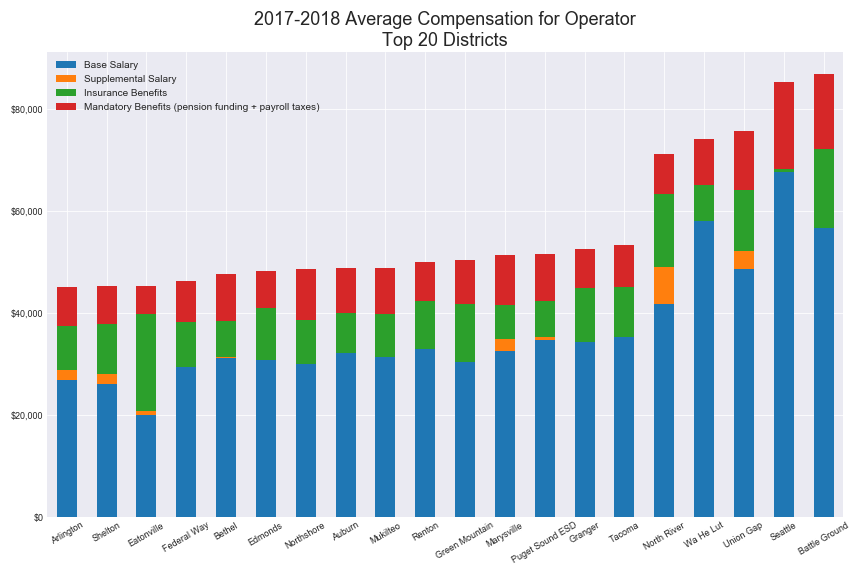 2017-2018 Average Compensation for Operator
Top 20 Districts
Base Salary
Supplemental Salary
Insurance Benefits
Mandatory Benefits (pension funding + payroll taxes)
$80,000
$60,000
$40,000
$20,000
$0
Arlington
Shelton
Eatonville
Federal Way
Bethel
Edmonds
Northshore
Auburn
Mukilteo
Renton
Green Mountain
Marysville
Puget Sound ESD
Granger
Tacoma
North River
Wa He Lut
Union Gap
Seattle
Battle Ground